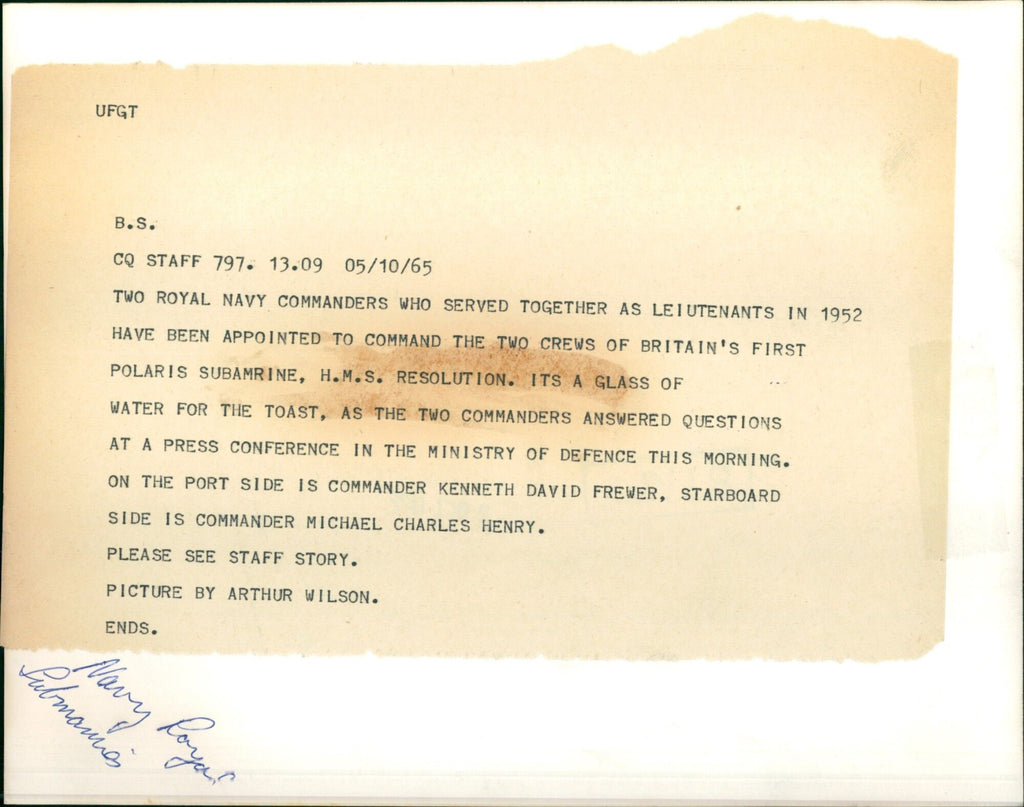 UFGT
B.S.
CQ STAFF 797. 13.09 05/10/65
TWO ROYAL NAVY COMMANDERS WHO SERVED TOGETHER AS LEIUTENANTS IN 1952
HAVE BEEN APPOINTED TO COMMAND THE TWO CREWS OF BRITAIN'S FIRST
POLARIS SUBAMRINE, H.M.S. RESOLUTION. ITS A GLASS OF
WATER FOR THE TOAST, AS THE TWO COMMANDERS ANSWERED QUESTIONS
AT A PRESS CONFERENCE IN THE MINISTRY OF DEFENCE THIS MORNING.
ON THE PORT SIDE IS COMMANDER KENNETH DAVID FREWER, STARBOARD
SIDE IS COMMANDER MICHAEL CHARLES HENRY.
PLEASE SEE STAFF STORY.
PICTURE BY ARTHUR WILSON.
ENDS.
Navy Royal
Submarines